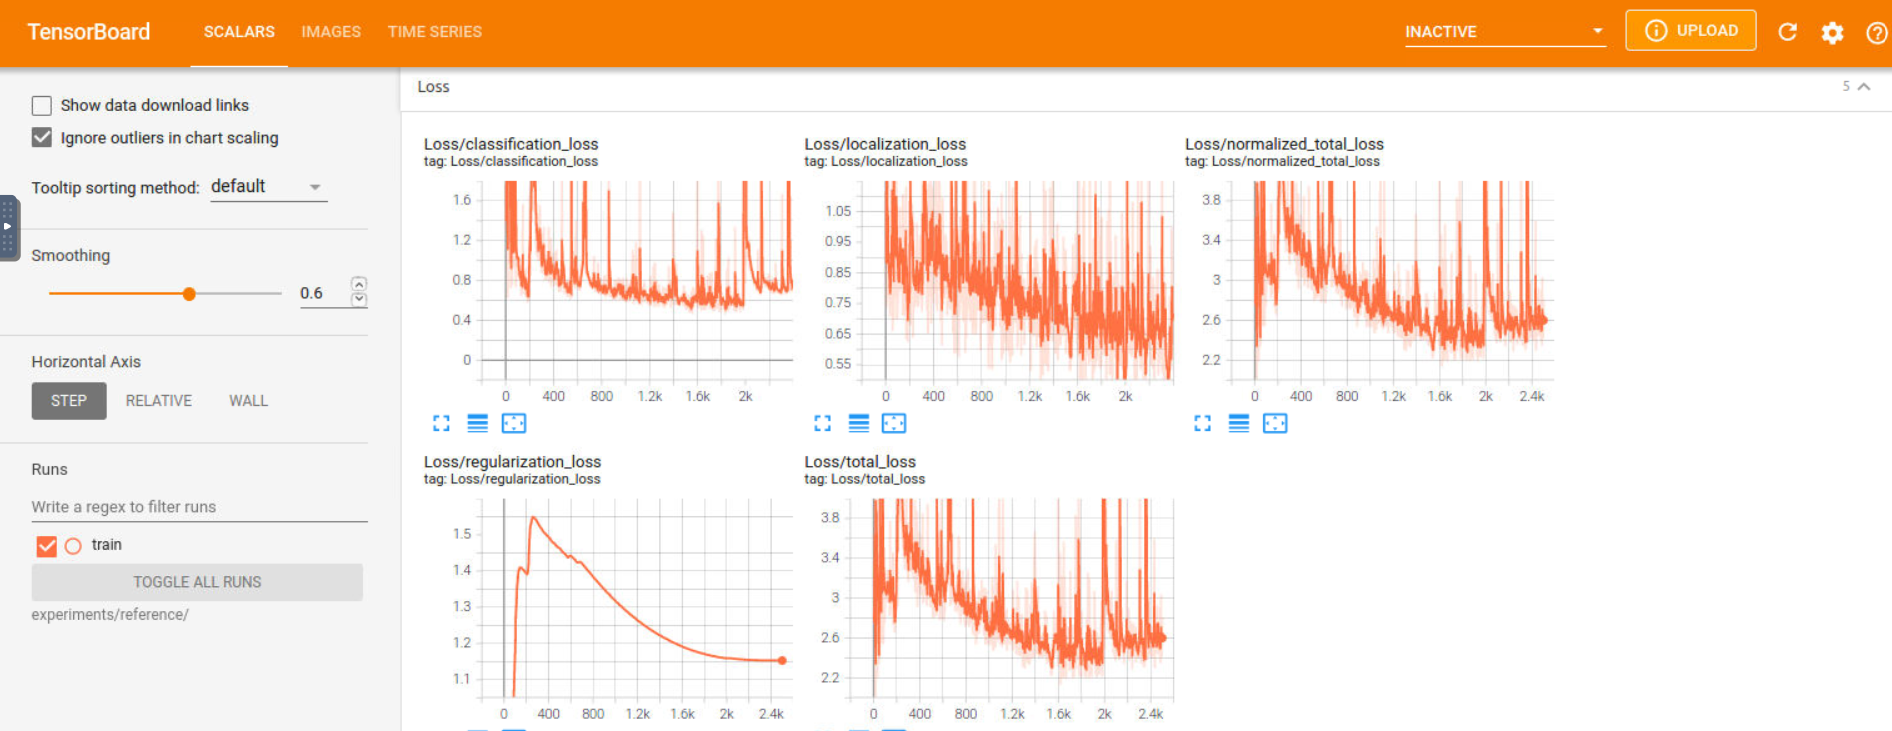 TensorBoard
SCALARS
IMAGES
TIME SERIES
INACTIVE
UPLOAD
Show data download links
Ignore outliers in chart scaling
Tooltip sorting method: default
Smoothing
0.6
Horizontal Axis
STEP
RELATIVE
WALL
Runs
Write a regex to filter runs
train
TOGGLE ALL RUNS
experiments/reference/
Loss
5
Loss/classification_loss
tag: Loss/classification_loss
1.6
1.2
0.8
0.4
0
0 400 800 1.2k 1.6k 2k
Loss/localization_loss
tag: Loss/localization_loss
1.05
0.95
0.85
0.75
0.65
0.55
0 400 800 1.2k 1.6k 2k
Loss/normalized_total_loss
tag: Loss/normalized_total_loss
3.8
3.4
3
2.6
2.2
0 400 800 1.2k 1.6k 2k 2.4k
Loss/regularization_loss
tag: Loss/regularization_loss
1.5
1.4
1.3
1.2
1.1
0 400 800 1.2k 1.6k 2k 2.4k
Loss/total_loss
tag: Loss/total_loss
3.8
3.4
3
2.6
2.2
0 400 800 1.2k 1.6k 2k 2.4k